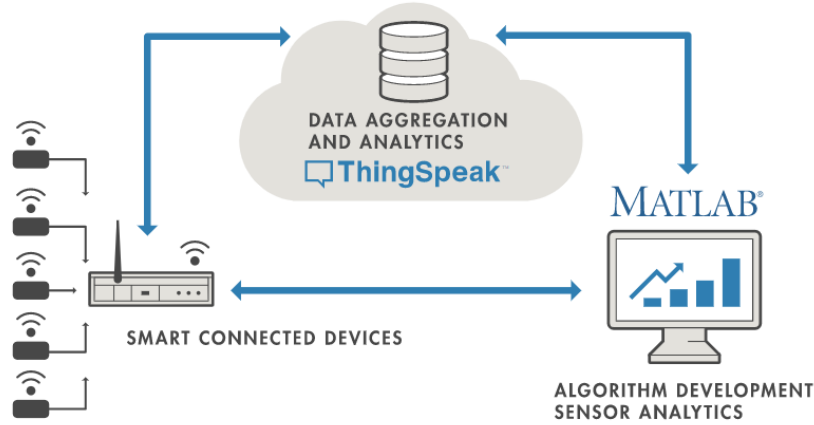 DATA AGGREGATION
AND ANALYTICS
ThingSpeak™
MATLAB®
SMART CONNECTED DEVICES
ALGORITHM DEVELOPMENT
SENSOR ANALYTICS